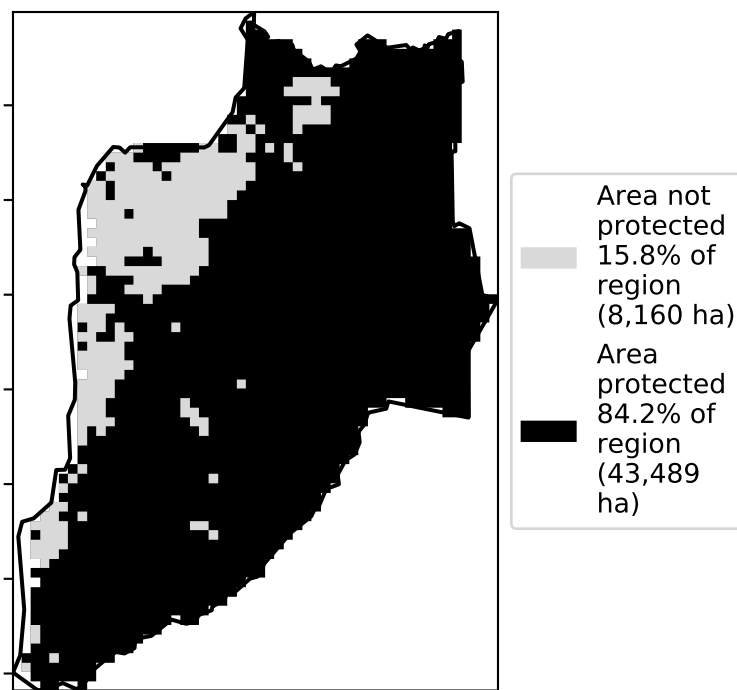 Area not
protected
15.8% of
region
(8,160 ha)
Area
protected
84.2% of
region
(43,489
ha)